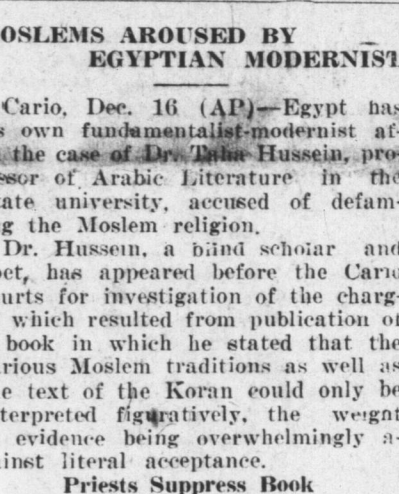 OSLEMS AROUSED BY
EGYPTIAN MODERNIST
Cario, Dec. 16 (AP)—Egypt has
s own fundamentalist-modernist af-
the case of Dr. Taha Hussein, pro-
ssor of Arabic Literature in the
ate university, accused of defam-
g the Moslem religion.
Dr. Hussein, a blind scholar and
et, has appeared before the Cario
urts for investigation of the charg-
which resulted from publication of
book in which he stated that the
rious Moslem traditions as well as
e text of the Koran could only be
terpreted figuratively, the weight
evidence being overwhelmingly a-
inst literal acceptance.
Priests Suppress Book